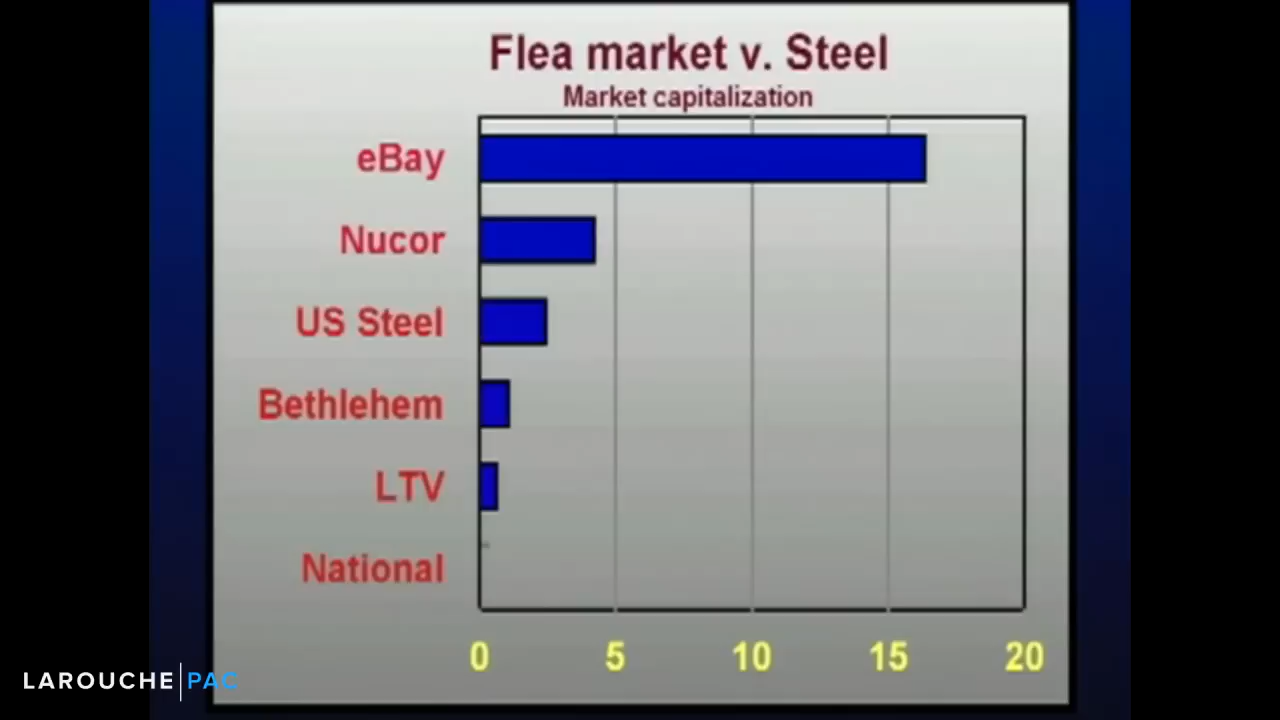 Flea market v. Steel
Market capitalization
eBay
Nucor
US Steel
Bethlehem
LTV
National
0 5 10 15 20
LAROUCHE|PAC